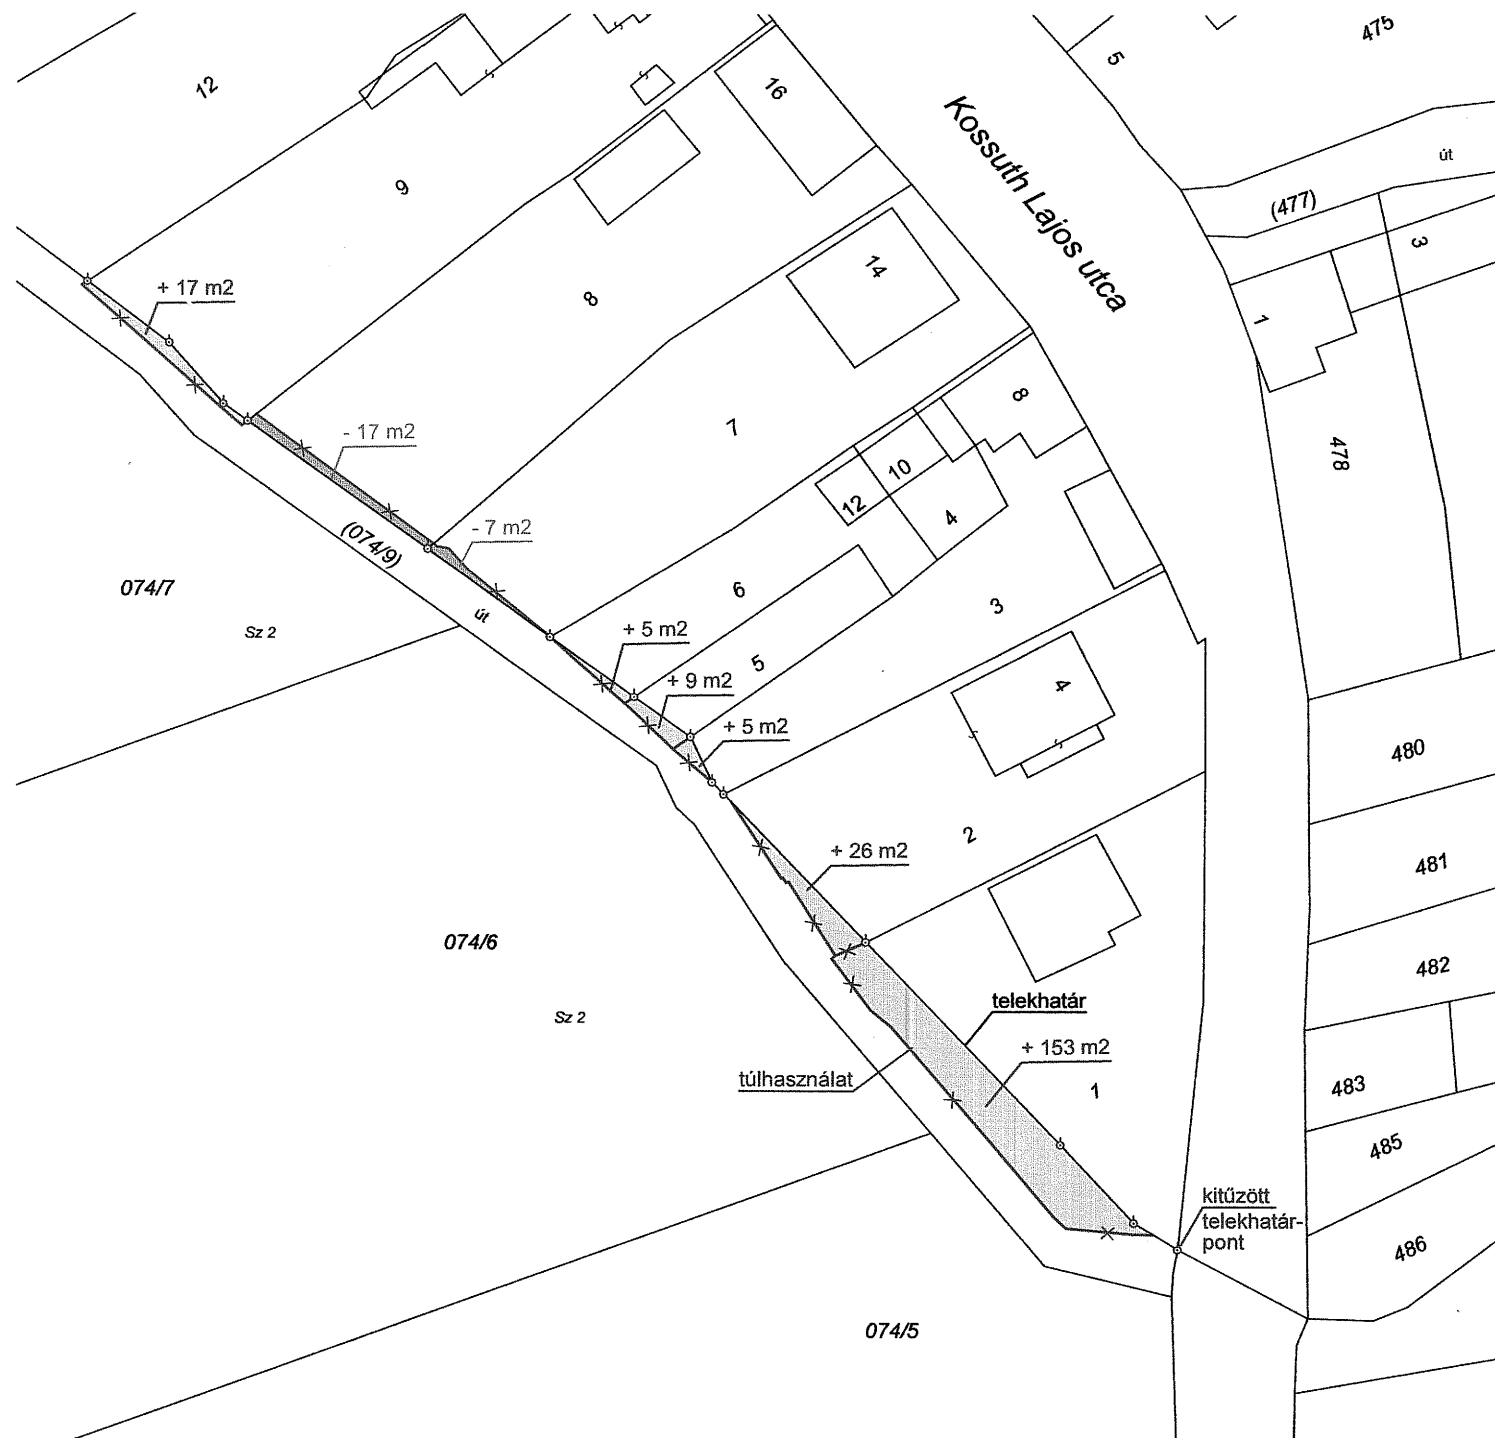 475
5
12
16
Kossuth Lajos utca
út
9
(477)
3
14
+ 17 m2
8
1
8
7
- 17 m2
478
10
12
4
- 7 m2
(074/9)
074/7
6
3
út
Sz 2
+ 5 m2
5
+ 9 m2
4
+ 5 m2
480
2
+ 26 m2
481
074/6
482
telekhatár
Sz 2
+ 153 m2
túlhasználat
1
483
485
kitűzött
telekhatár-
pont
486
074/5